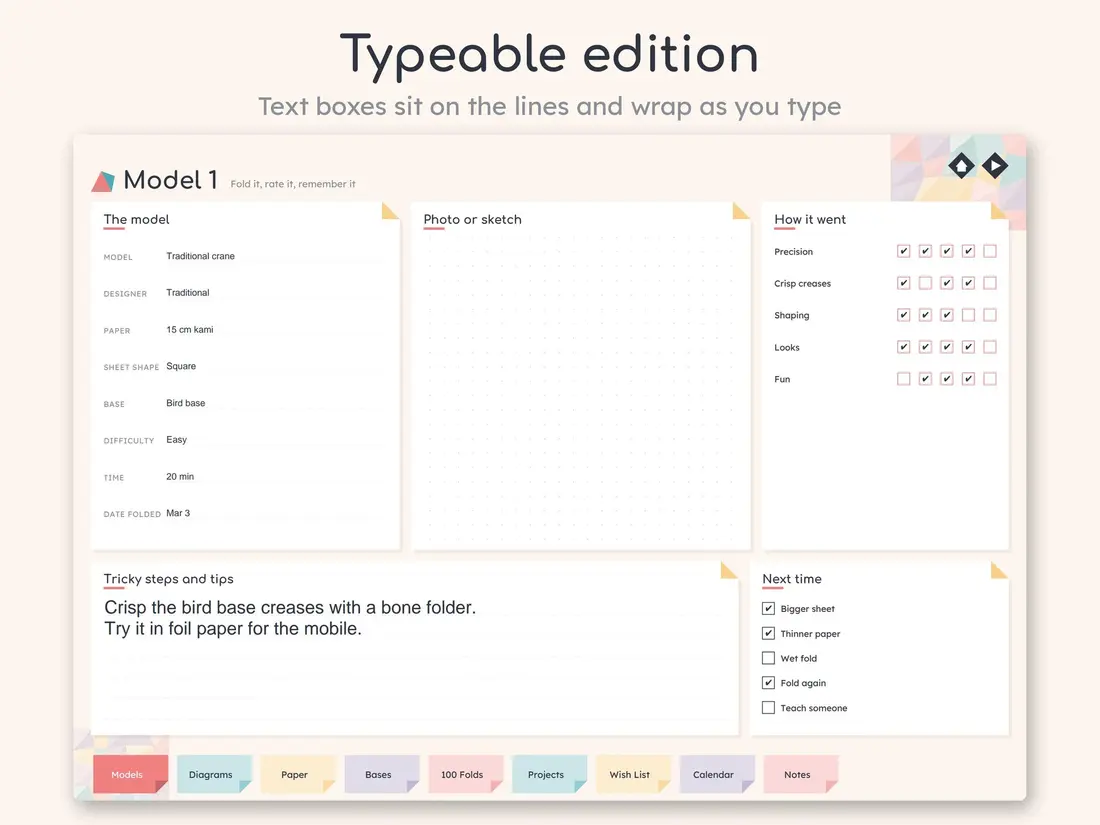 Typeable edition
Text boxes sit on the lines and wrap as you type
Model 1 Fold it, rate it, remember it
The model
MODEL Traditional crane
DESIGNER Traditional
PAPER 15 cm kami
SHEET SHAPE Square
BASE Bird base
DIFFICULTY Easy
TIME 20 min
DATE FOLDED Mar 3
Photo or sketch
How it went
Precision
Crisp creases
Shaping
Looks
Fun
Tricky steps and tips
Crisp the bird base creases with a bone folder.
Try it in foil paper for the mobile.
Next time
Bigger sheet
Thinner paper
Wet fold
Fold again
Teach someone
Models Diagrams Paper Bases 100 Folds Projects Wish List Calendar Notes